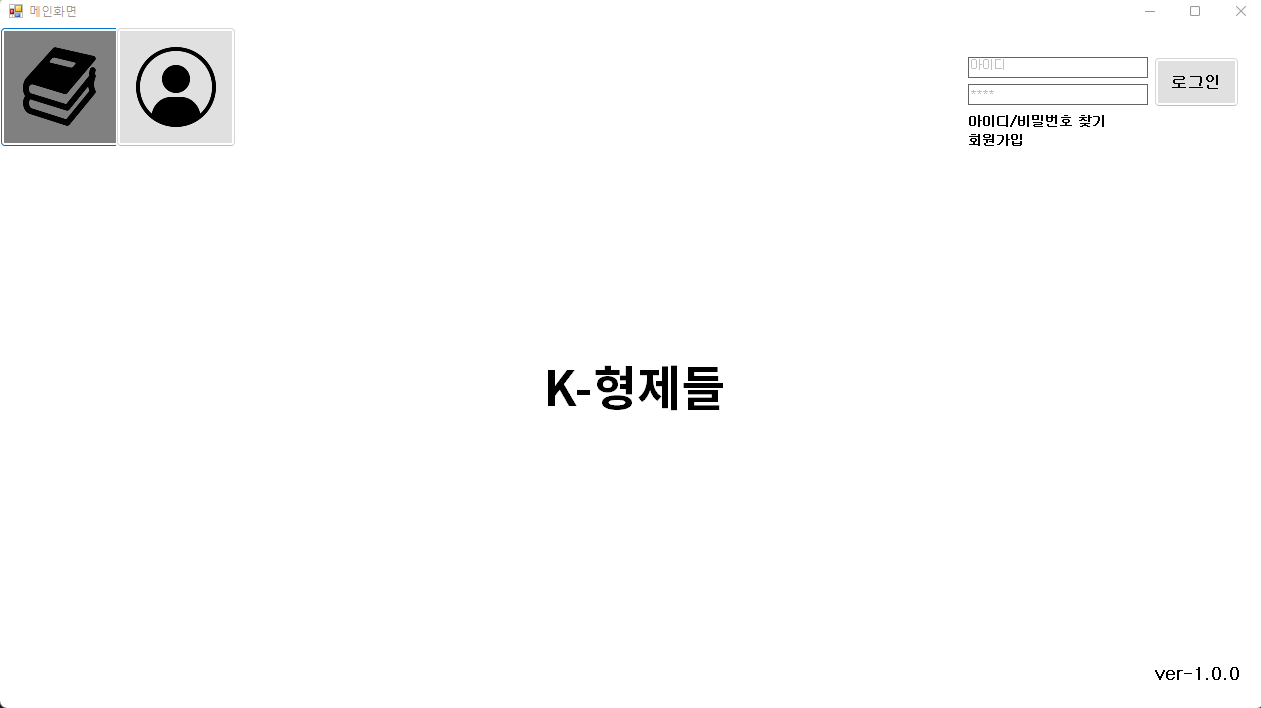 메인화면
아이디
로그인
****
아이디/비밀번호 찾기
회원가입
K-형제들
ver-1.0.0